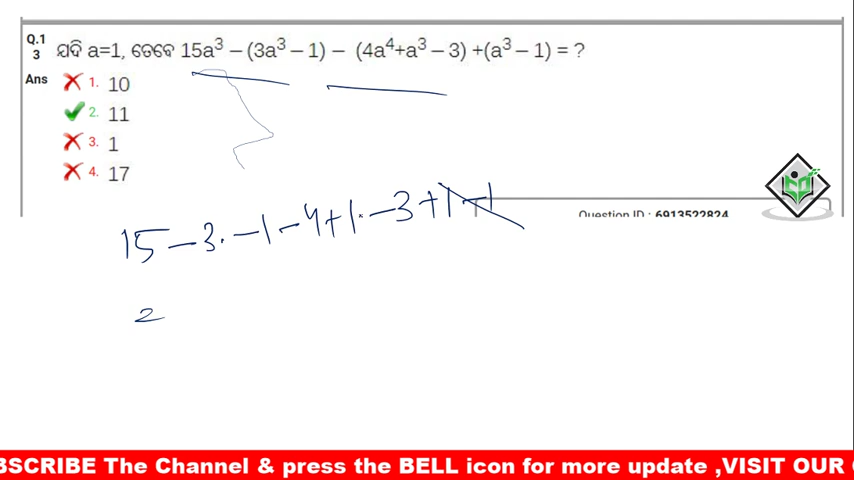 Q.1
3
ଯଦି a=1, ତେବେ 15a³ – (3a³ – 1) – (4a⁴+a³ – 3) +(a³ – 1) = ?
Ans
1. 10
2. 11
3. 1
4. 17
Question ID : 6913522824
15 – 3 – 1 – 4 + 1 – 3 + 1 – 1
2
BSCRIBE The Channel & press the BELL icon for more update ,VISIT OUR